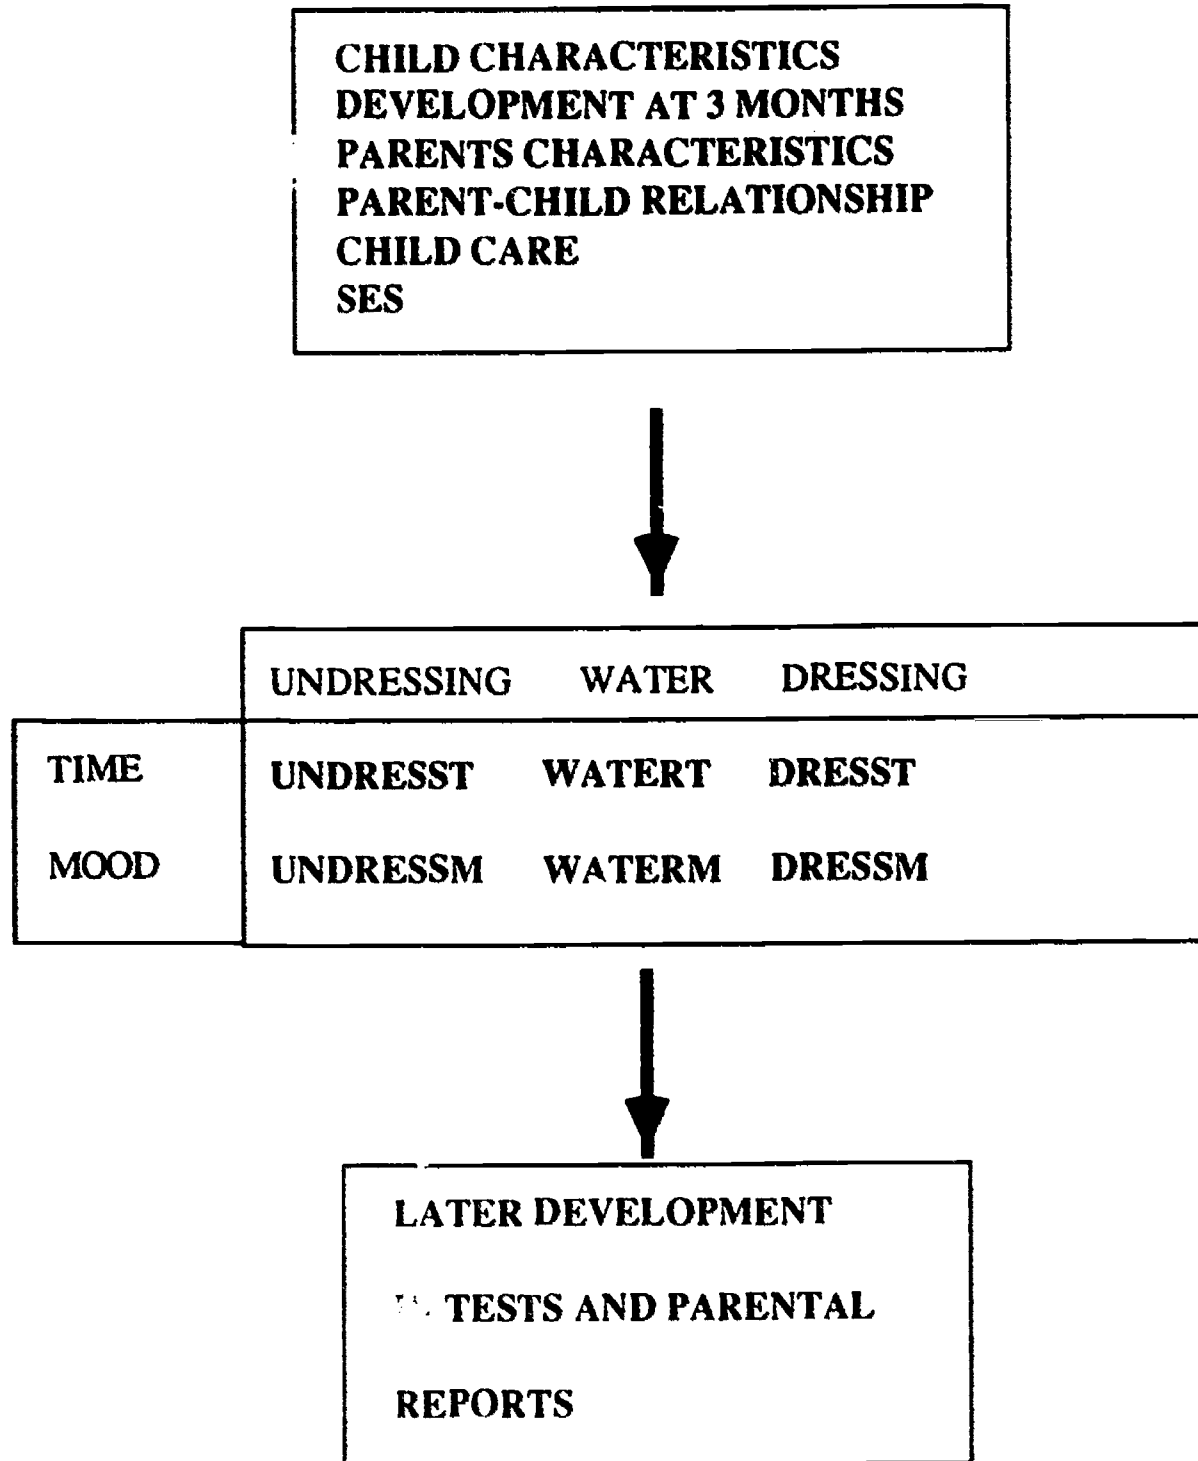 CHILD CHARACTERISTICS
DEVELOPMENT AT 3 MONTHS
PARENTS CHARACTERISTICS
PARENT-CHILD RELATIONSHIP
CHILD CARE
SES
UNDRESSING WATER DRESSING
TIME UNDRESST WATERT DRESST
MOOD UNDRESSM WATERM DRESSM
LATER DEVELOPMENT
TESTS AND PARENTAL
REPORTS